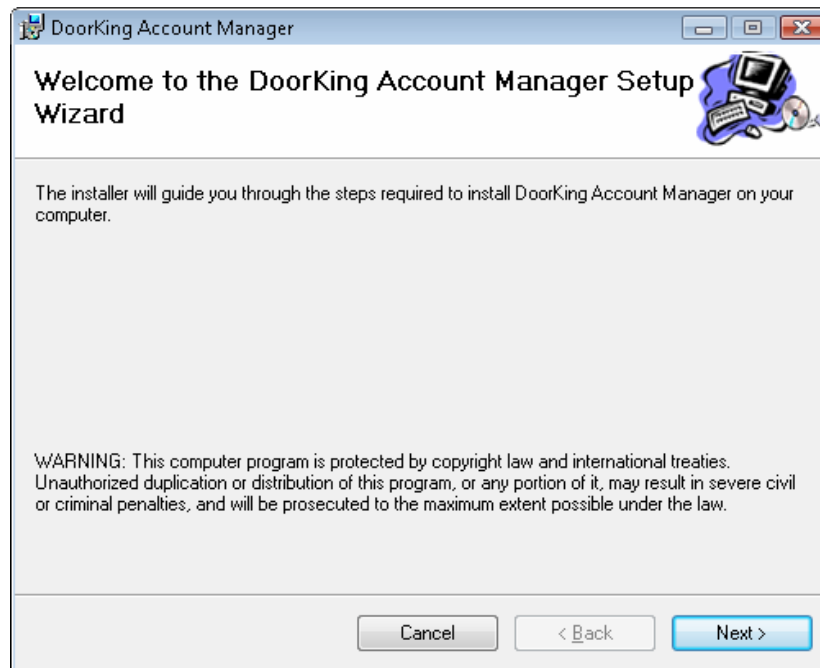 DoorKing Account Manager
Welcome to the DoorKing Account Manager Setup
Wizard
The installer will guide you through the steps required to install DoorKing Account Manager on your
computer.
WARNING: This computer program is protected by copyright law and international treaties.
Unauthorized duplication or distribution of this program, or any portion of it, may result in severe civil
or criminal penalties, and will be prosecuted to the maximum extent possible under the law.
Cancel
< Back
Next >